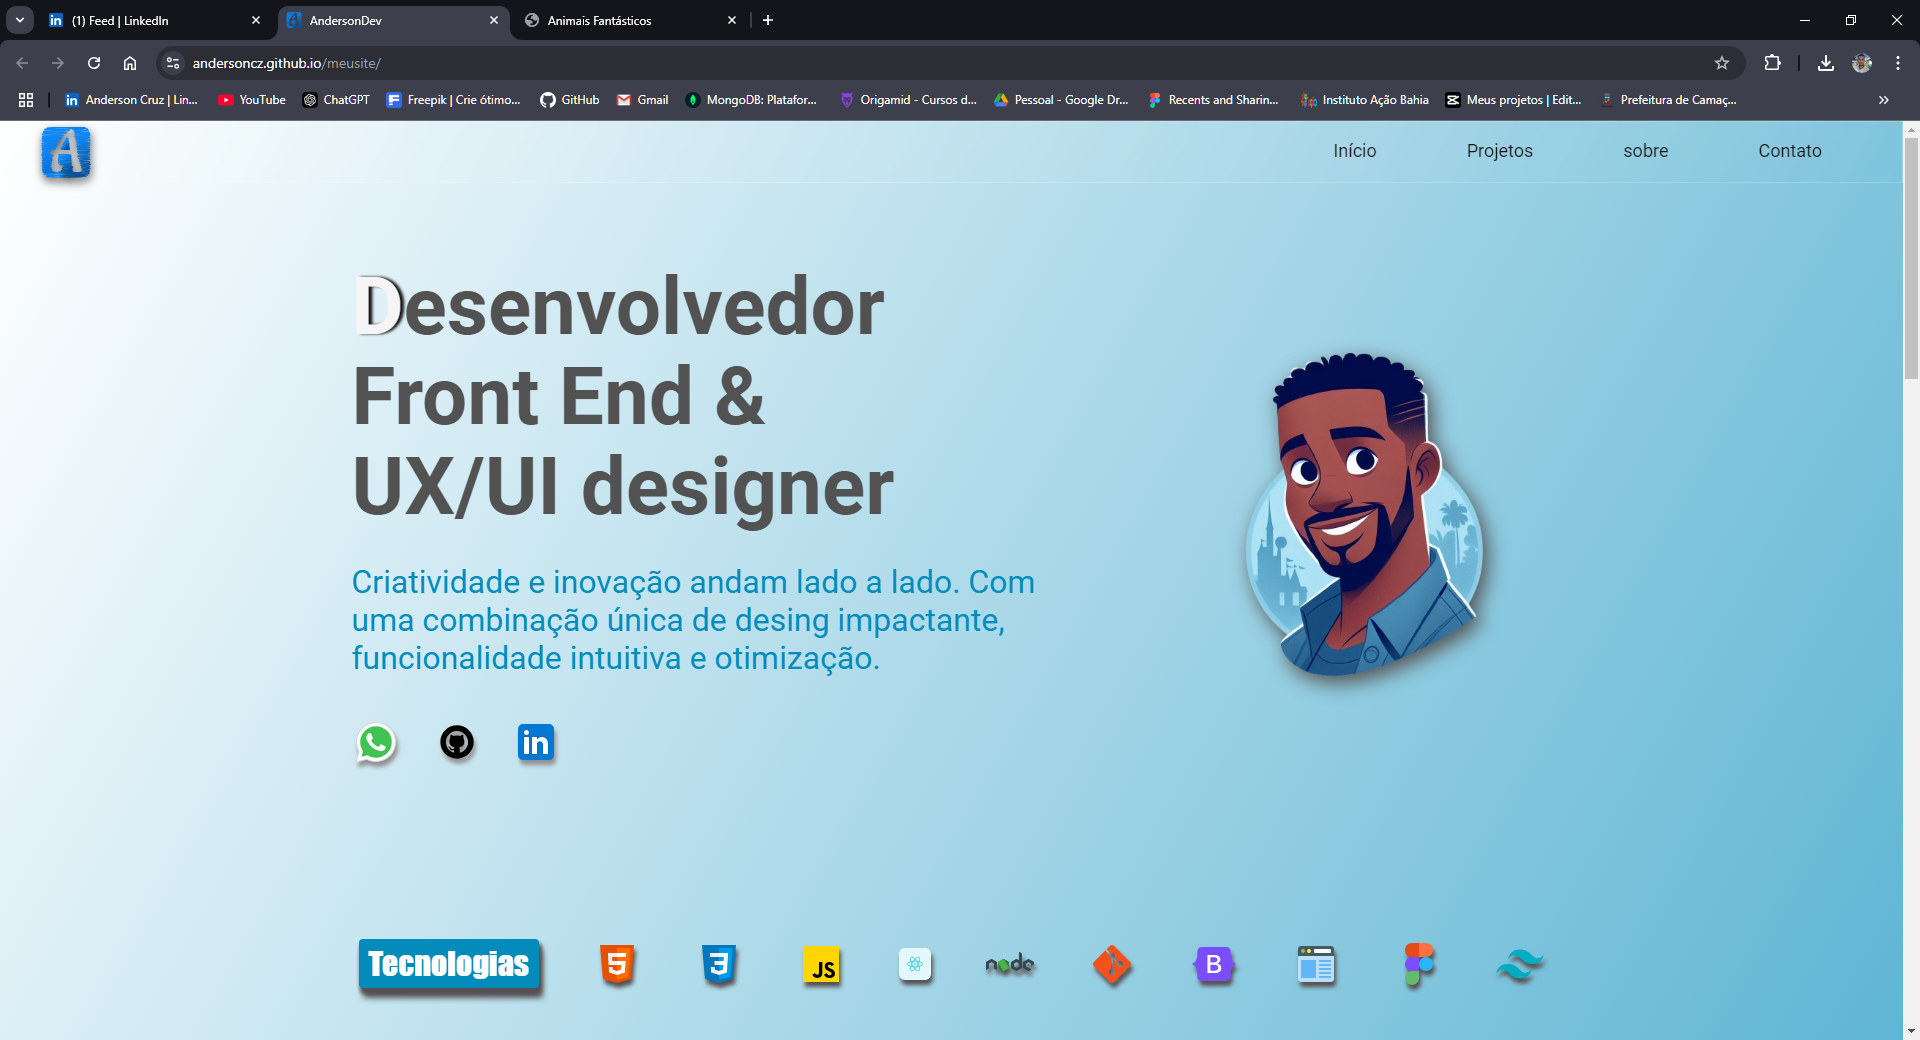 (1) Feed | LinkedIn
AndersonDev
Animais Fantásticos
andersoncz.github.io/meusite/
Anderson Cruz | Lin...
YouTube
ChatGPT
Freepik | Crie ótimo...
GitHub
Gmail
MongoDB: Platafor...
Origamid - Cursos d...
Pessoal - Google Dr...
Recents and Sharin...
Instituto Ação Bahia
Meus projetos | Edit...
Prefeitura de Camaç...
A
Início
Projetos
sobre
Contato
Desenvolvedor
Front End &
UX/UI designer
Criatividade e inovação andam lado a lado. Com
uma combinação única de desing impactante,
funcionalidade intuitiva e otimização.
in
Tecnologias
5
3
JS
node
B